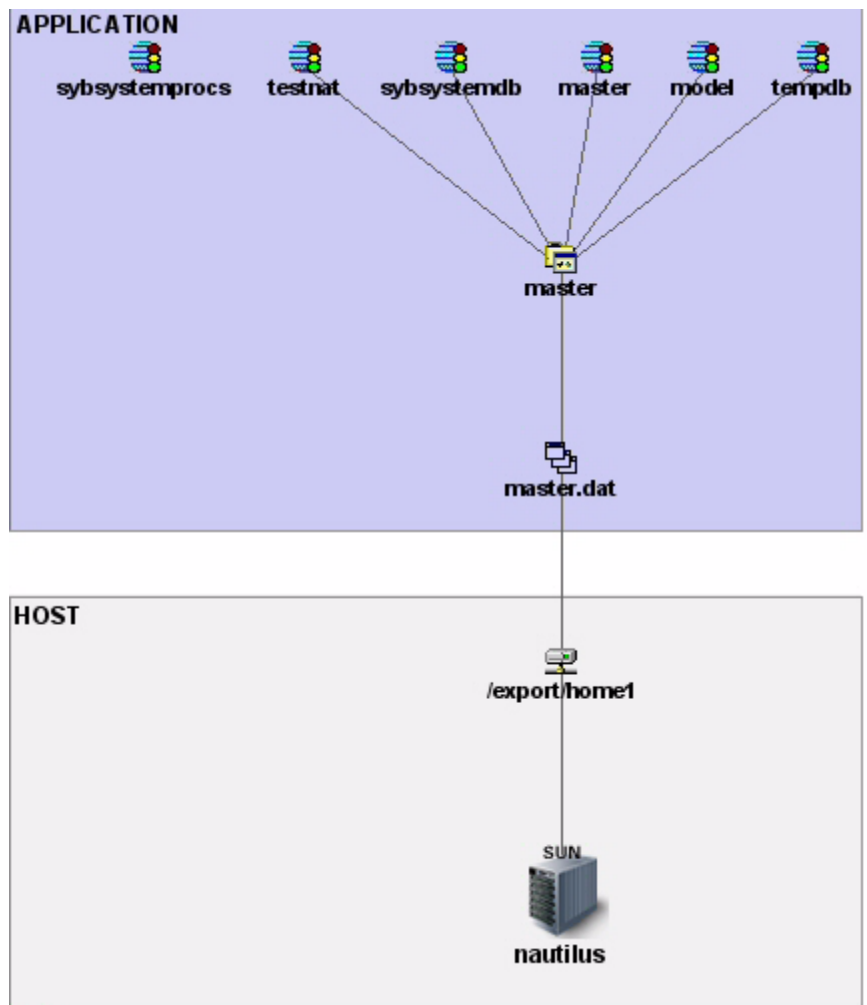 APPLICATION
sybsystemprocs testnat sybsystemdb master model tempdb
master
master.dat
HOST
/export/home1
SUN
nautilus